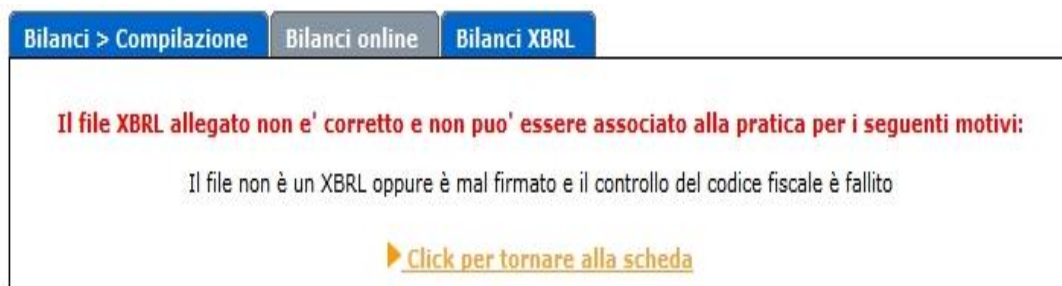 Bilanci > Compilazione Bilanci online Bilanci XBRL
Il file XBRL allegato non e' corretto e non puo' essere associato alla pratica per i seguenti motivi:
Il file non è un XBRL oppure è mal firmato e il controllo del codice fiscale è fallito
Click per tornare alla scheda